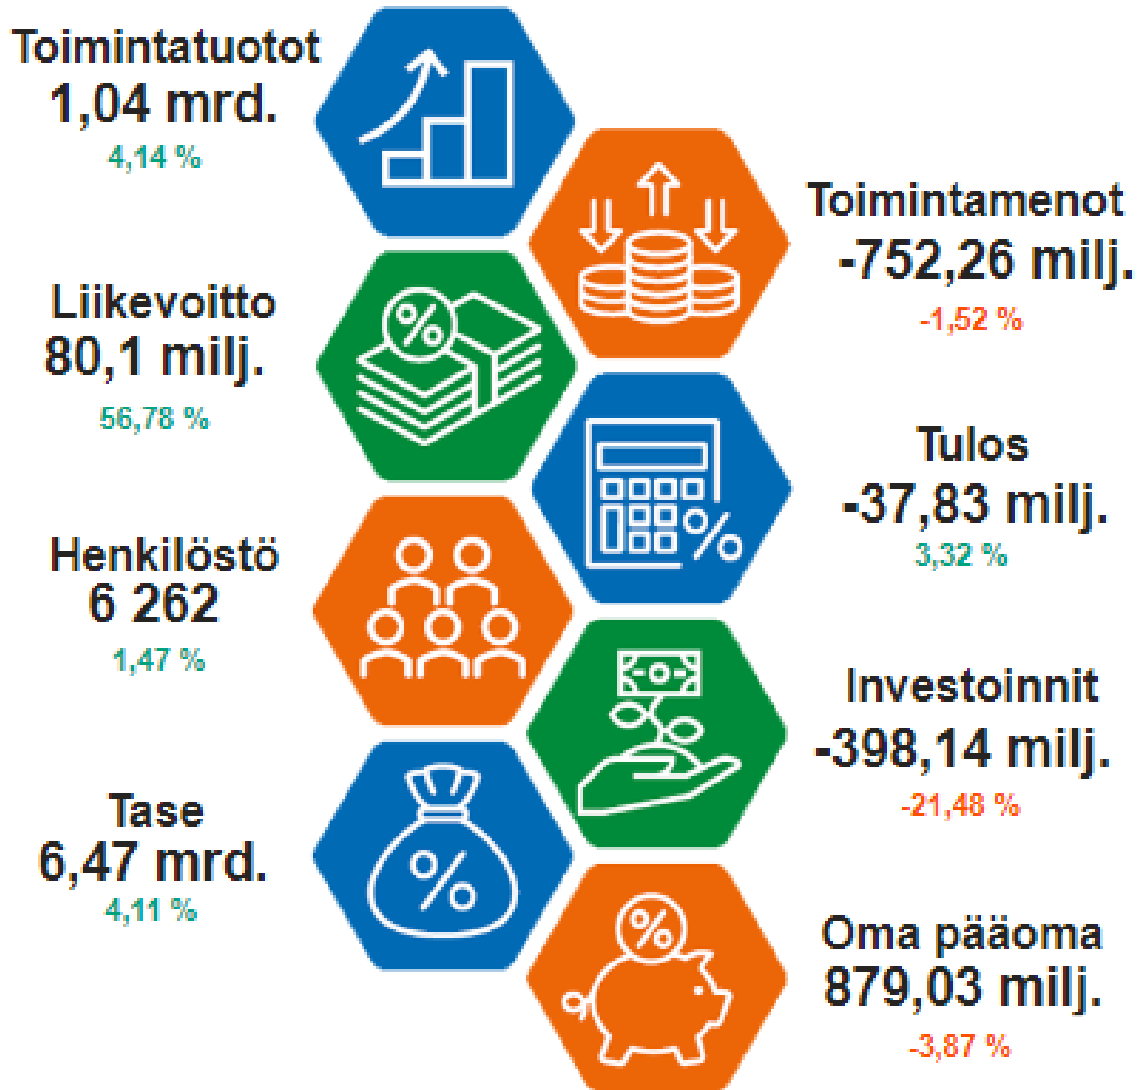 Toimintatuotot
1,04 mrd.
4,14 %
Toimintamenot
-752,26 milj.
-1,52 %
Liikevoitto
80,1 milj.
56,78 %
Tulos
-37,83 milj.
3,32 %
Henkilöstö
6 262
1,47 %
Investoinnit
-398,14 milj.
-21,48 %
Tase
6,47 mrd.
4,11 %
Oma pääoma
879,03 milj.
-3,87 %